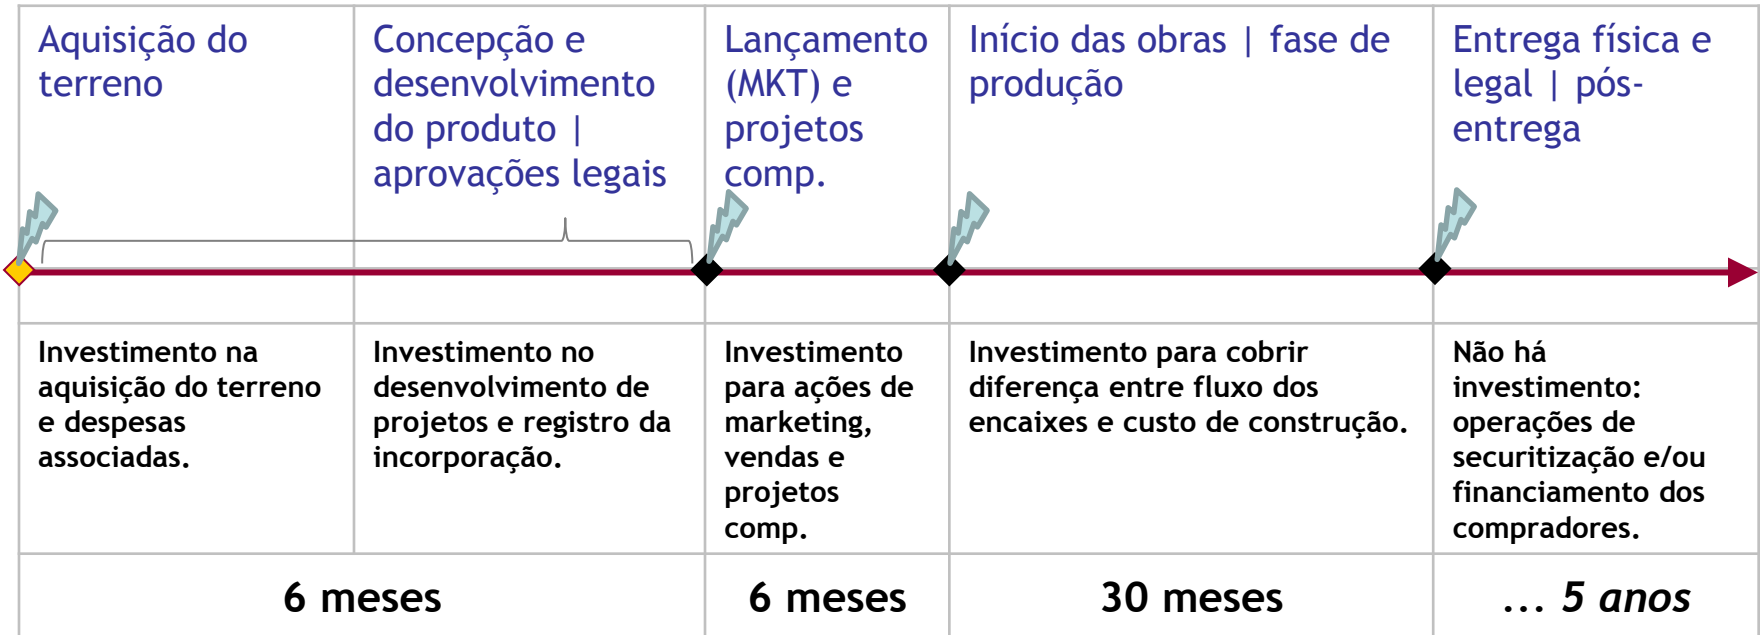 Aquisição do
terreno
Concepção e
desenvolvimento
do produto |
aprovações legais
Lançamento
(MKT) e
projetos
comp.
Início das obras | fase de
produção
Entrega física e
legal | pós-
entrega
Investimento na
aquisição do terreno
e despesas
associadas.
Investimento no
desenvolvimento de
projetos e registro da
incorporação.
Investimento
para ações de
marketing,
vendas e
projetos
comp.
Investimento para cobrir
diferença entre fluxo dos
encaixes e custo de construção.
Não há
investimento:
operações de
securitização e/ou
financiamento dos
compradores.
6 meses
6 meses
30 meses
... 5 anos